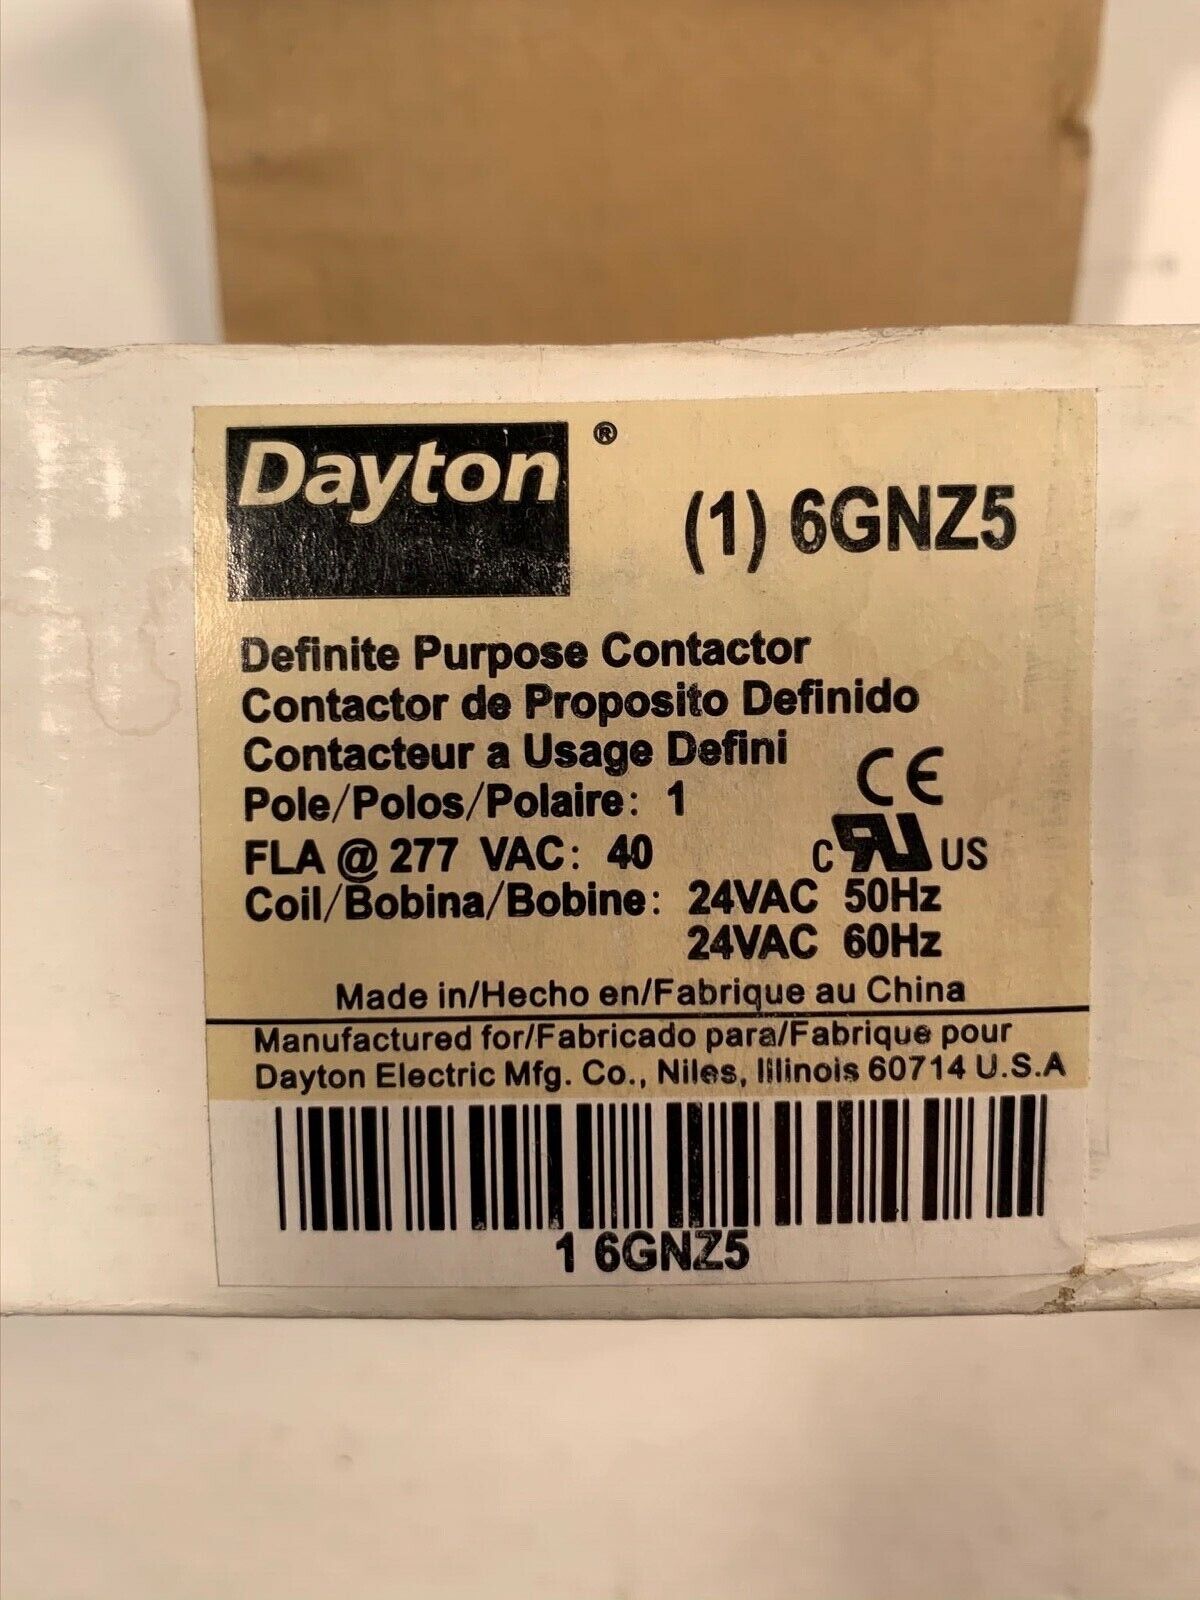 Dayton ®
(1) 6GNZ5
Definite Purpose Contactor
Contactor de Proposito Definido
Contacteur a Usage Defini
Pole/Polos/Polaire: 1
CE
FLA @ 277 VAC: 40
C RU US
Coil/Bobina/Bobine: 24VAC 50Hz
24VAC 60Hz
Made in/Hecho en/Fabrique au China
Manufactured for/Fabricado para/Fabrique pour
Dayton Electric Mfg. Co., Niles, Illinois 60714 U.S.A
1 6GNZ5